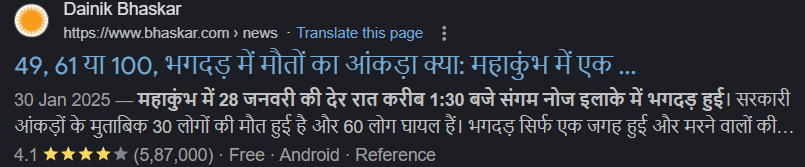 Dainik Bhaskar
https://www.bhaskar.com › news · Translate this page
49, 61 या 100, भगदड़ में मौतों का आंकड़ा क्या: महाकुंभ में एक ...
30 Jan 2025 — महाकुंभ में 28 जनवरी की देर रात करीब 1:30 बजे संगम नोज इलाके में भगदड़ हुई। सरकारी
आंकड़ों के मुताबिक 30 लोगों की मौत हुई है और 60 लोग घायल हैं। भगदड़ सिर्फ एक जगह हुई और मरने वालों की...
4.1 ★★★★★ (5,87,000) · Free · Android · Reference